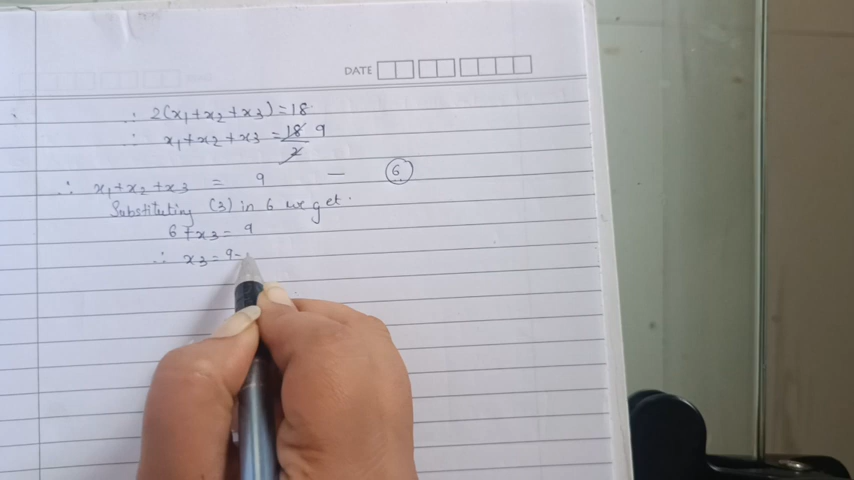 DATE
∴ 2(x₁+x₂+x₃) = 18
∴ x₁+x₂+x₃ = 18/2 9
∴ x₁+x₂+x₃ = 9 — (6)
Substituting (3) in 6 we get.
6+x₃ = 9
∴ x₃ = 9-